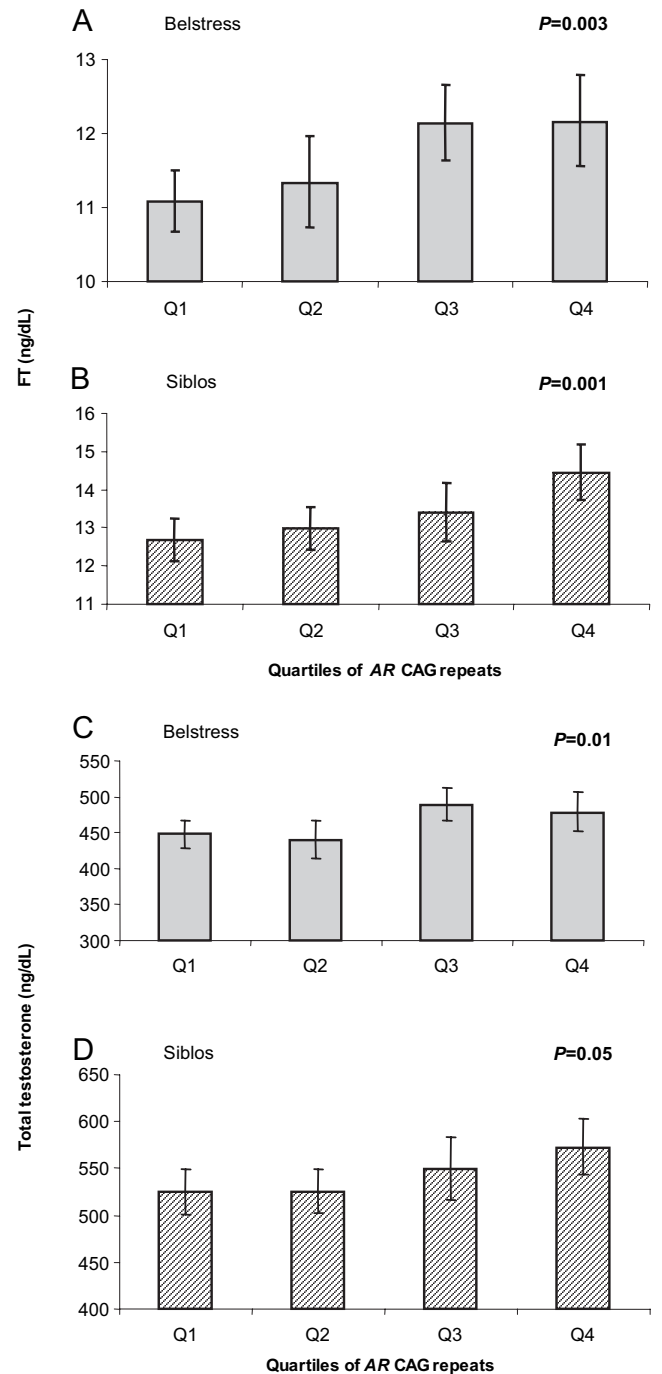 A
Belstress
P=0.003
13
12
11
10
Q1 Q2 Q3 Q4
FT (ng/dL)
B
Siblos
P=0.001
16
15
14
13
12
11
Q1 Q2 Q3 Q4
Quartiles of AR CAG repeats
C
Belstress
P=0.01
550
500
450
400
350
300
Q1 Q2 Q3 Q4
Total testosterone (ng/dL)
D
Siblos
P=0.05
650
600
550
500
450
400
Q1 Q2 Q3 Q4
Quartiles of AR CAG repeats